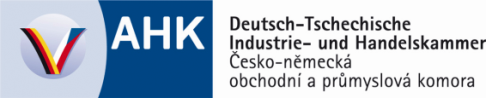 AHK
Deutsch-Tschechische
Industrie- und Handelskammer
Česko-německá
obchodní a průmyslová komora